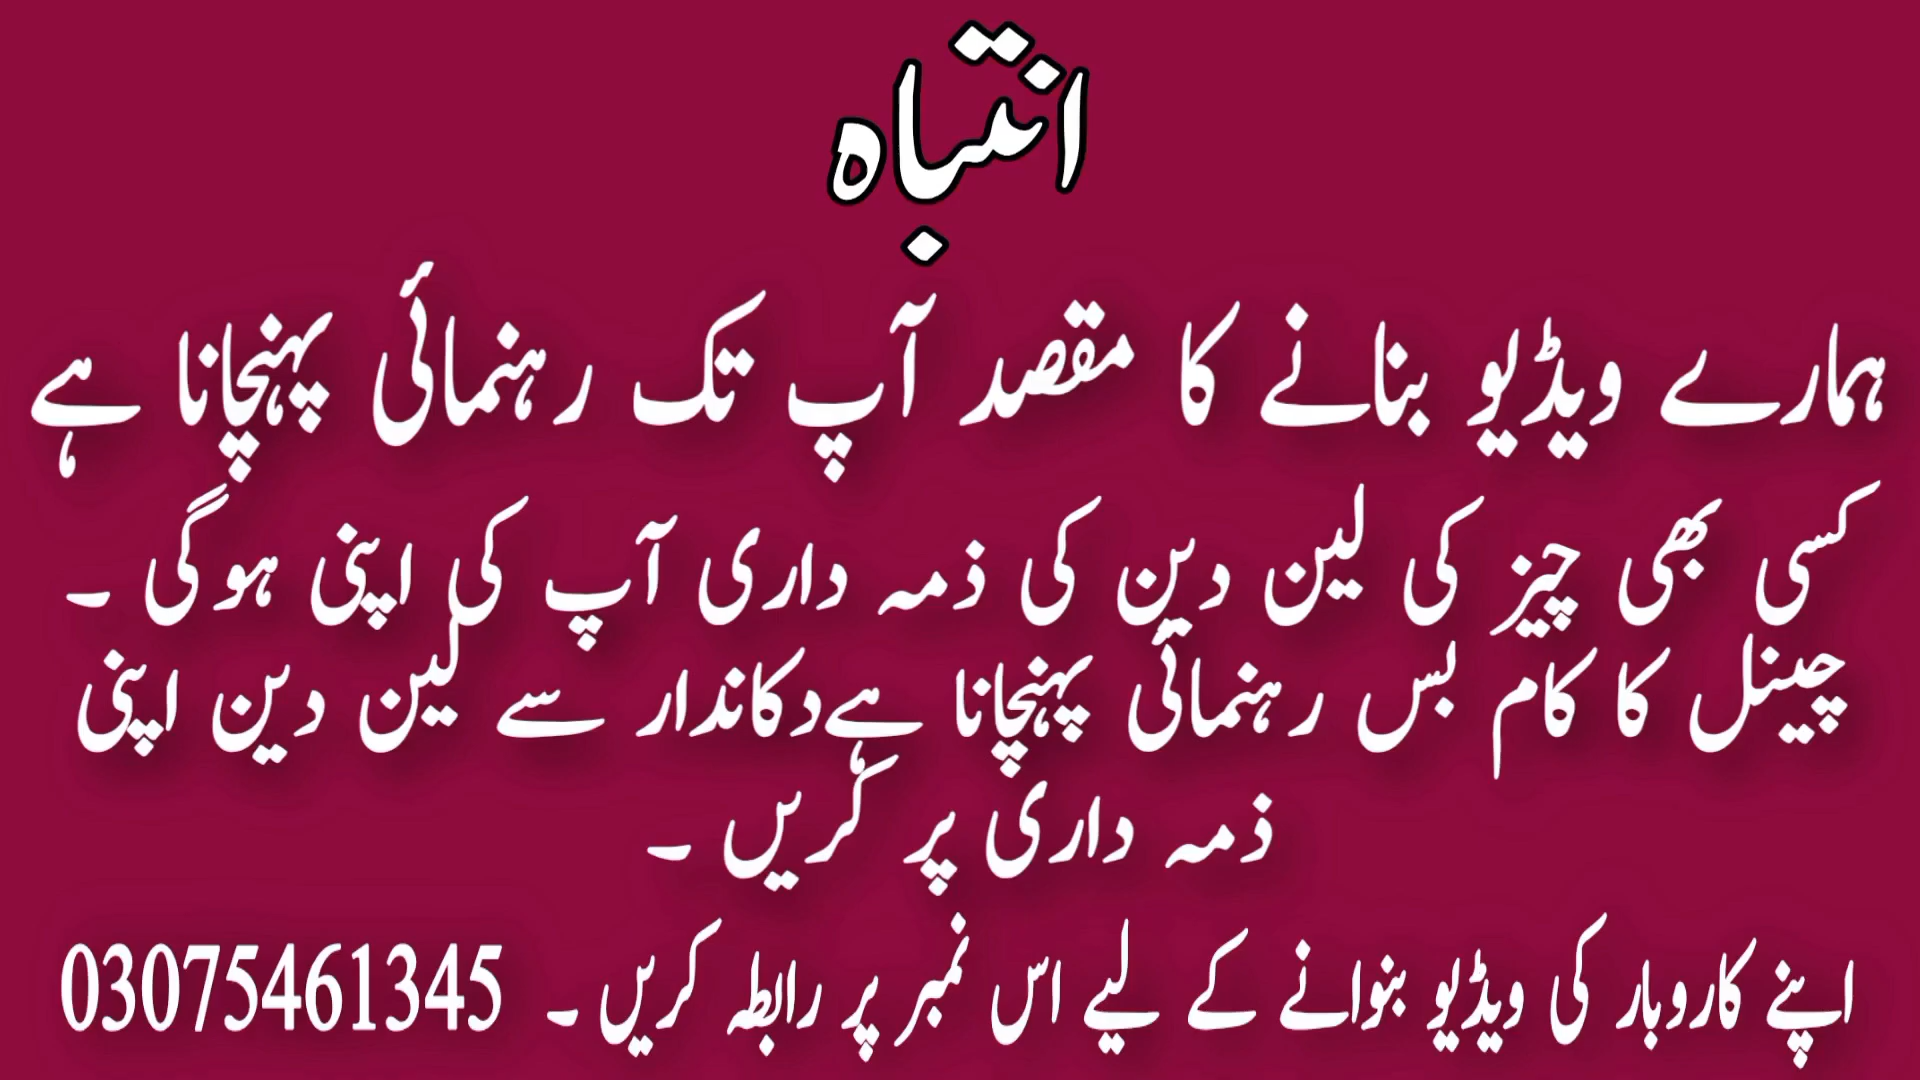 انتباہ
ہمارے ویڈیو بنانے کا مقصد آپ تک رہنمائی پہنچانا ہے
کسی بھی چیز کی لین دین کی ذمہ داری آپ کی اپنی ہوگی ۔
چینل کا کام بس رہنمائی پہنچانا ہےدکاندار سے لین دین اپنی
ذمہ داری پر کریں ۔
اپنے کاروبار کی ویڈیو بنوانے کے لیے اس نمبر پر رابطہ کریں ۔ 03075461345